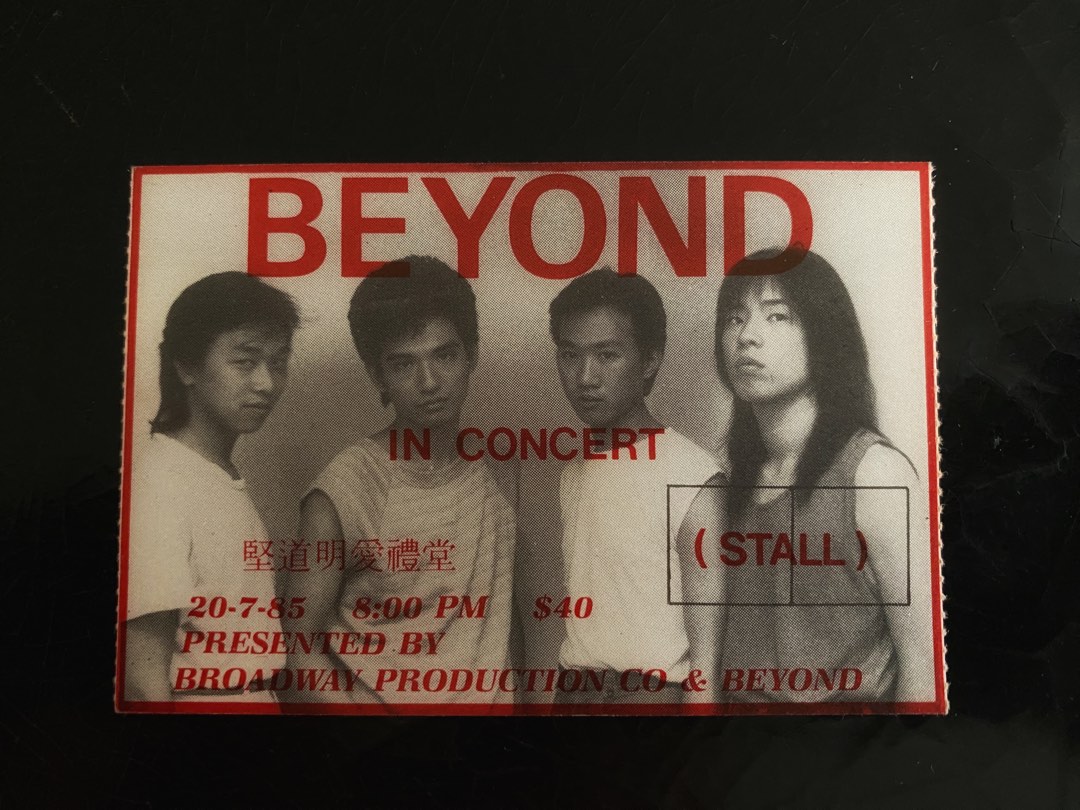 BEYOND
IN CONCERT
(STALL)
堅道明愛禮堂
20-7-85 8:00 PM $40
PRESENTED BY
BROADWAY PRODUCTION CO & BEYOND